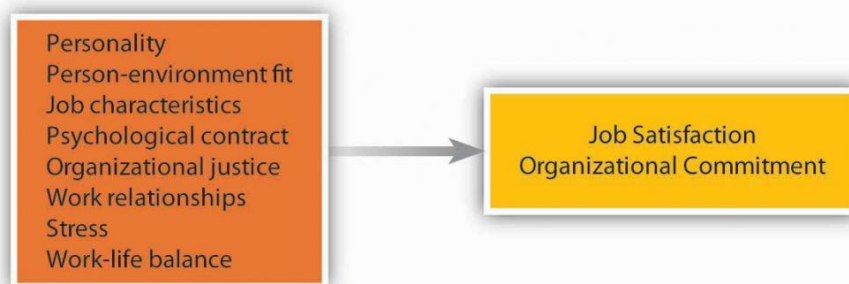 Personality
Person-environment fit
Job characteristics
Psychological contract
Organizational justice
Work relationships
Stress
Work-life balance
Job Satisfaction
Organizational Commitment